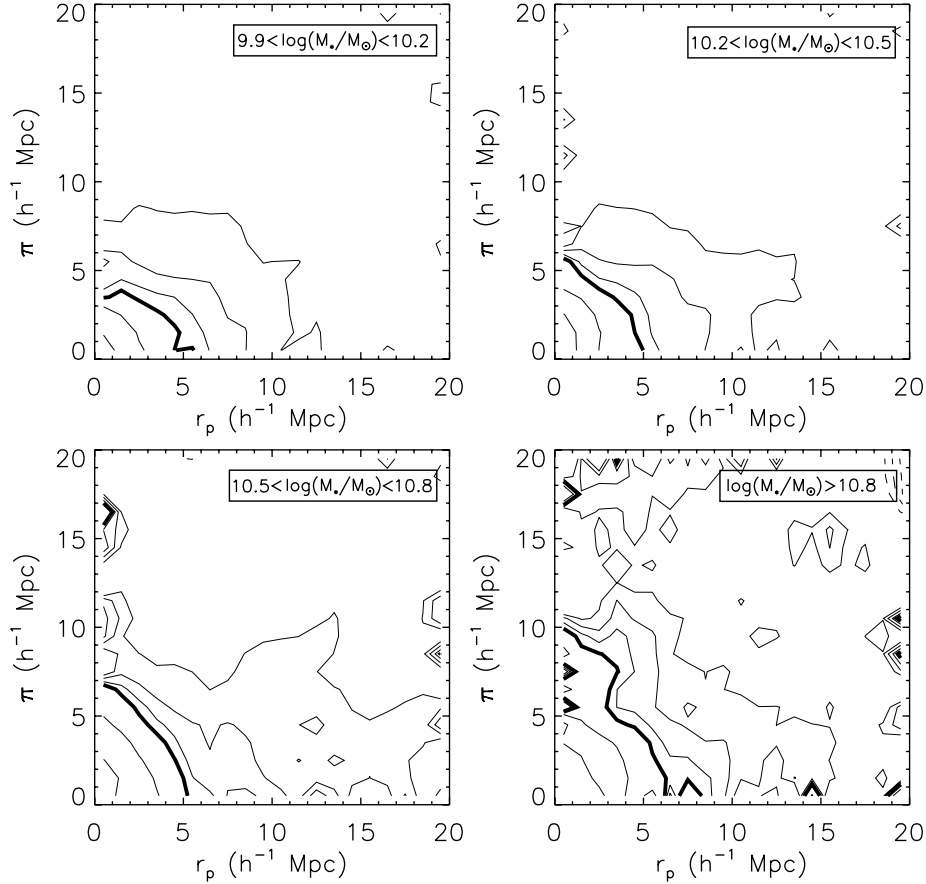 20
15
10
5
0
π (h⁻¹ Mpc)
9.9<log(M⋆/M⊙)<10.2
0 5 10 15 20
r_p (h⁻¹ Mpc)
20
15
10
5
0
π (h⁻¹ Mpc)
10.2<log(M⋆/M⊙)<10.5
0 5 10 15 20
r_p (h⁻¹ Mpc)
20
15
10
5
0
π (h⁻¹ Mpc)
10.5<log(M⋆/M⊙)<10.8
0 5 10 15 20
r_p (h⁻¹ Mpc)
20
15
10
5
0
π (h⁻¹ Mpc)
log(M⋆/M⊙)>10.8
0 5 10 15 20
r_p (h⁻¹ Mpc)